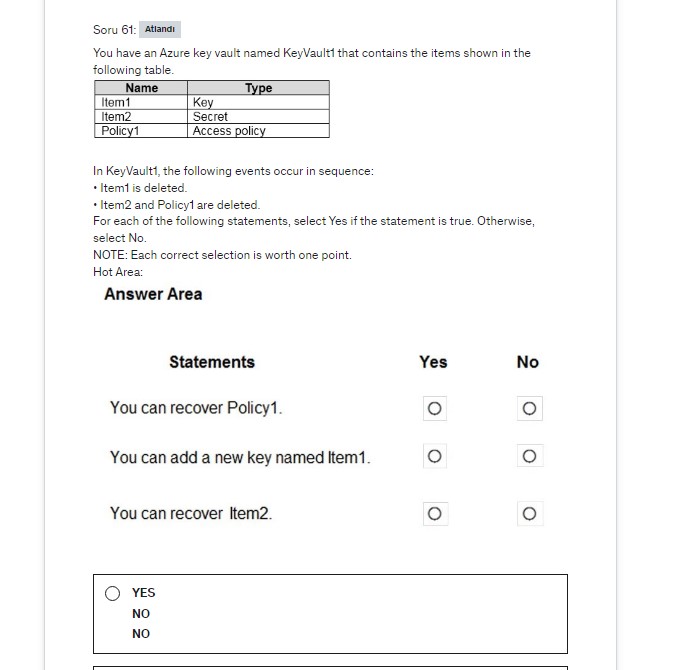 Soru 61: Atlandı
You have an Azure key vault named KeyVault1 that contains the items shown in the
following table.
Name Type
Item1 Key
Item2 Secret
Policy1 Access policy
In KeyVault1, the following events occur in sequence:
• Item1 is deleted.
• Item2 and Policy1 are deleted.
For each of the following statements, select Yes if the statement is true. Otherwise,
select No.
NOTE: Each correct selection is worth one point.
Hot Area:
Answer Area
Statements Yes No
You can recover Policy1.
You can add a new key named Item1.
You can recover Item2.
YES
NO
NO